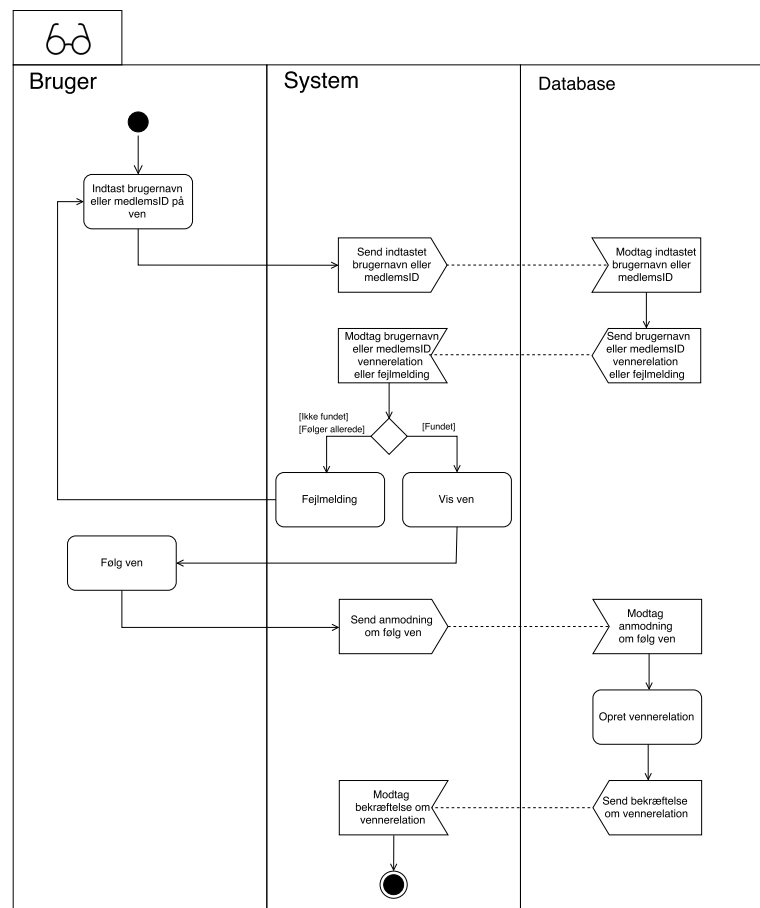 Bruger
System
Database
Indtast brugernavn
eller medlemsID på
ven
Send indtastet
brugernavn eller
medlemsID
Modtag indtastet
brugernavn eller
medlemsID
Modtag brugernavn
eller medlemsID
vennerelation
eller fejlmelding
Send brugernavn
eller medlemsID
vennerelation
eller fejlmelding
[Ikke fundet]
[Følger allerede]
[Fundet]
Fejlmelding
Vis ven
Følg ven
Send anmodning
om følg ven
Modtag
anmodning
om følg ven
Opret vennerelation
Modtag
bekræftelse om
vennerelation
Send bekræftelse
om vennerelation